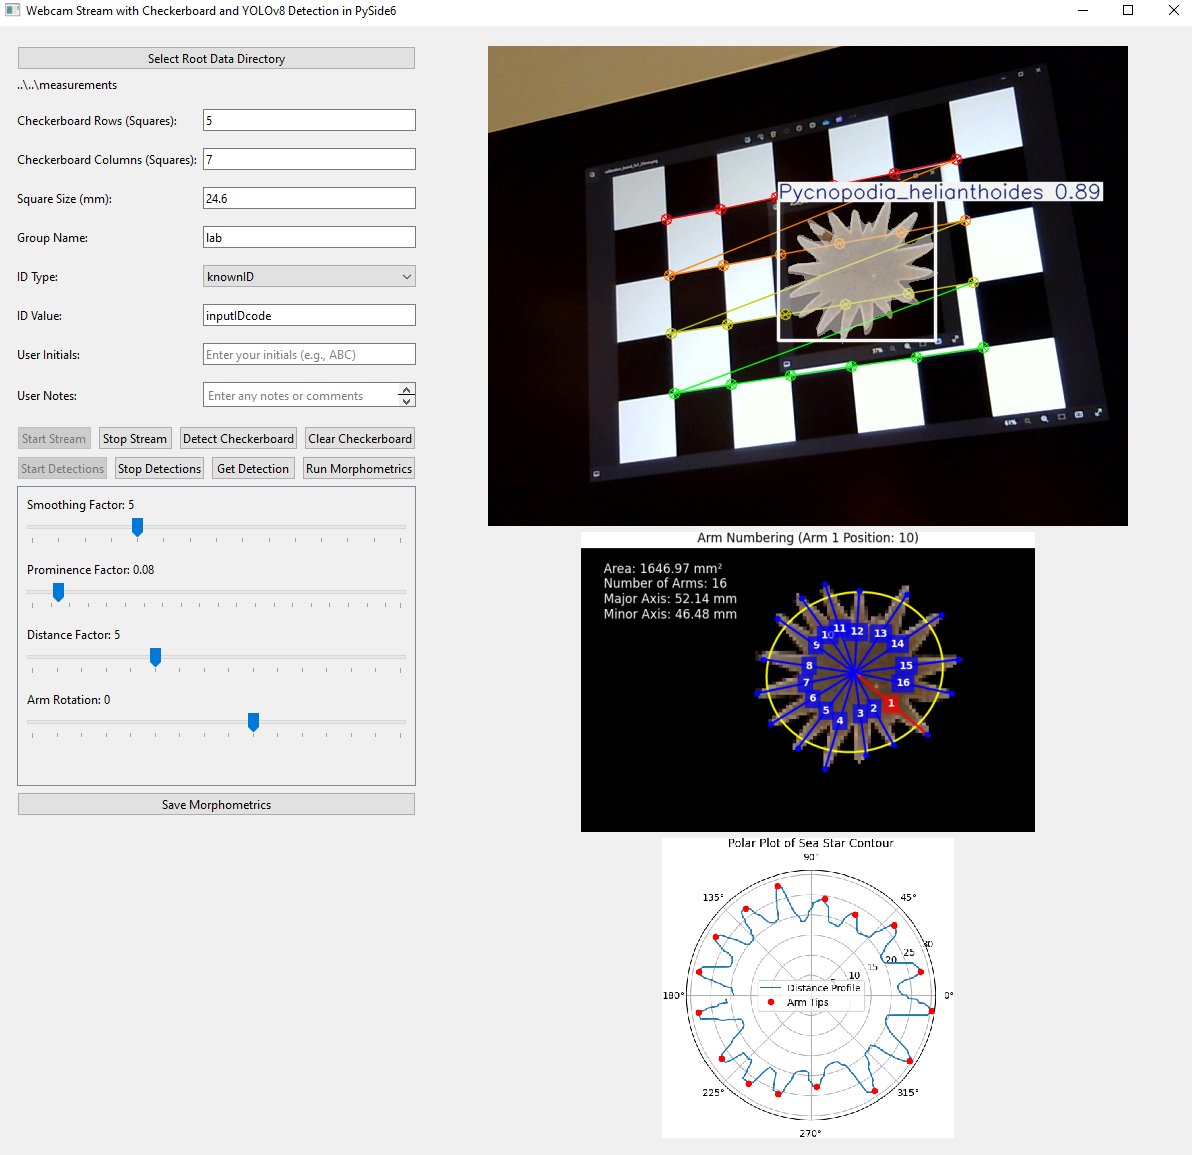 Webcam Stream with Checkerboard and YOLOv8 Detection in PySide6
Select Root Data Directory
..\..\measurements
Checkerboard Rows (Squares): 5
Checkerboard Columns (Squares): 7
Square Size (mm): 24.6
Group Name: lab
ID Type: knownID
ID Value: inputIDcode
User Initials: Enter your initials (e.g., ABC)
User Notes: Enter any notes or comments
Start Stream Stop Stream Detect Checkerboard Clear Checkerboard
Start Detections Stop Detections Get Detection Run Morphometrics
Smoothing Factor: 5
Prominence Factor: 0.08
Distance Factor: 5
Arm Rotation: 0
Save Morphometrics
Pycnopodia_helianthoides 0.89
37%
61%
Arm Numbering (Arm 1 Position: 10)
Area: 1646.97 mm²
Number of Arms: 16
Major Axis: 52.14 mm
Minor Axis: 46.48 mm
11 12 13
10 14
9
8 15
7 16
6 1
5 3 2
4
Polar Plot of Sea Star Contour
90°
135° 45°
30
25
20
15
10
5
Distance Profile
180° 0°
Arm Tips
225° 315°
270°